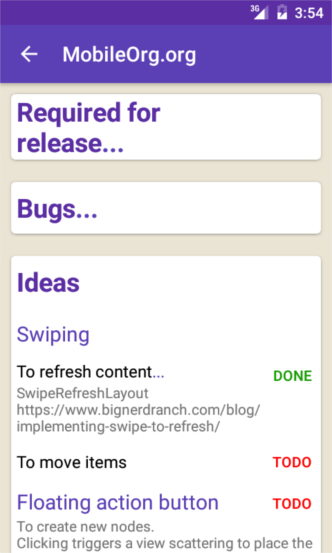 3G 3:54
MobileOrg.org
Required for
release...
Bugs...
Ideas
Swiping
To refresh content...
DONE
SwipeRefreshLayout
https://www.bignerdranch.com/blog/
implementing-swipe-to-refresh/
To move items
TODO
Floating action button
TODO
To create new nodes.
Clicking triggers a view scattering to place the